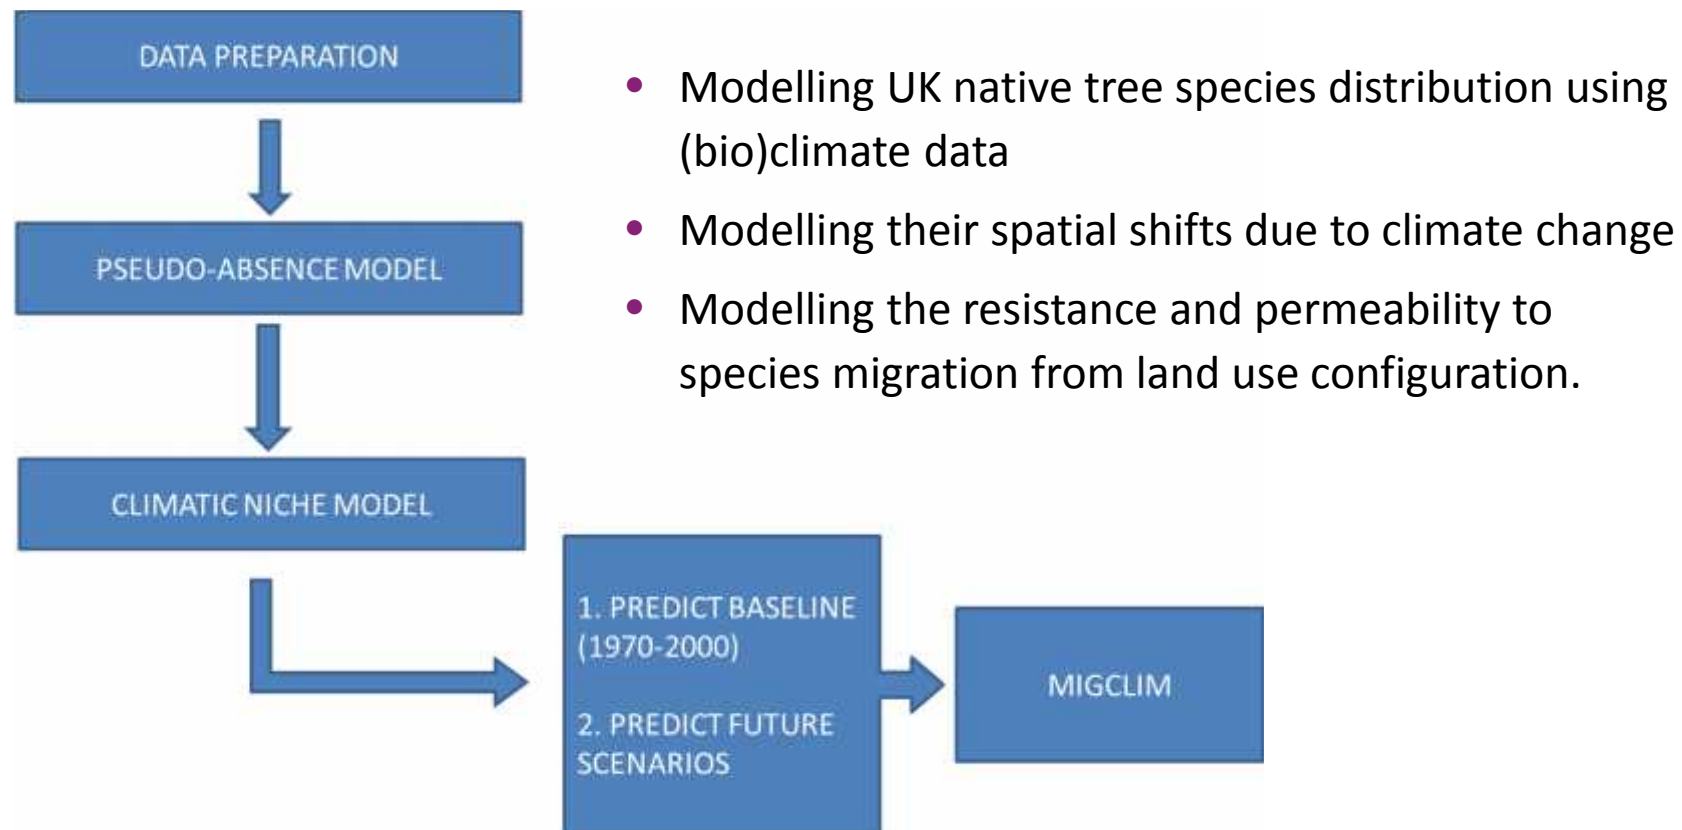 DATA PREPARATION
PSEUDO-ABSENCE MODEL
CLIMATIC NICHE MODEL
1. PREDICT BASELINE
(1970-2000)
2. PREDICT FUTURE
SCENARIOS
MIGCLIM
• Modelling UK native tree species distribution using
(bio)climate data
• Modelling their spatial shifts due to climate change
• Modelling the resistance and permeability to
species migration from land use configuration.